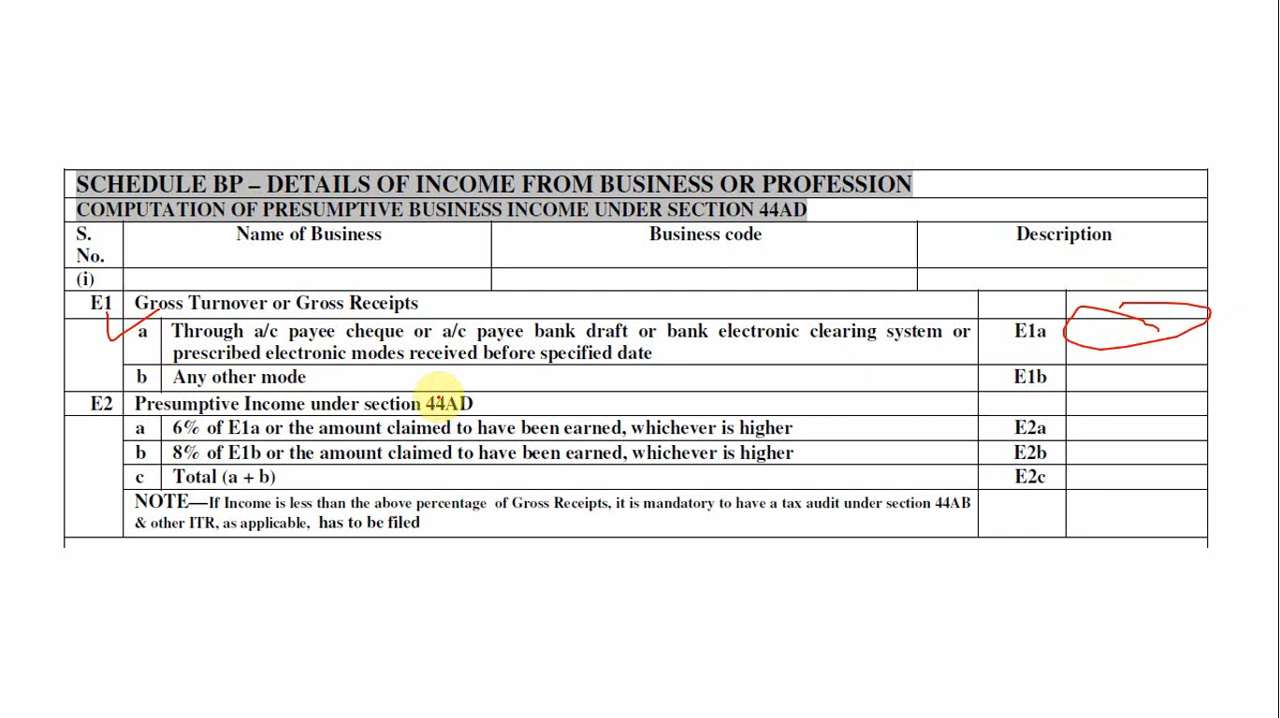 SCHEDULE BP – DETAILS OF INCOME FROM BUSINESS OR PROFESSION
COMPUTATION OF PRESUMPTIVE BUSINESS INCOME UNDER SECTION 44AD
S. No. Name of Business Business code Description
(i)
E1 Gross Turnover or Gross Receipts
a Through a/c payee cheque or a/c payee bank draft or bank electronic clearing system or E1a
prescribed electronic modes received before specified date
b Any other mode E1b
E2 Presumptive Income under section 44AD
a 6% of E1a or the amount claimed to have been earned, whichever is higher E2a
b 8% of E1b or the amount claimed to have been earned, whichever is higher E2b
c Total (a + b) E2c
NOTE—If Income is less than the above percentage of Gross Receipts, it is mandatory to have a tax audit under section 44AB
& other ITR, as applicable, has to be filed